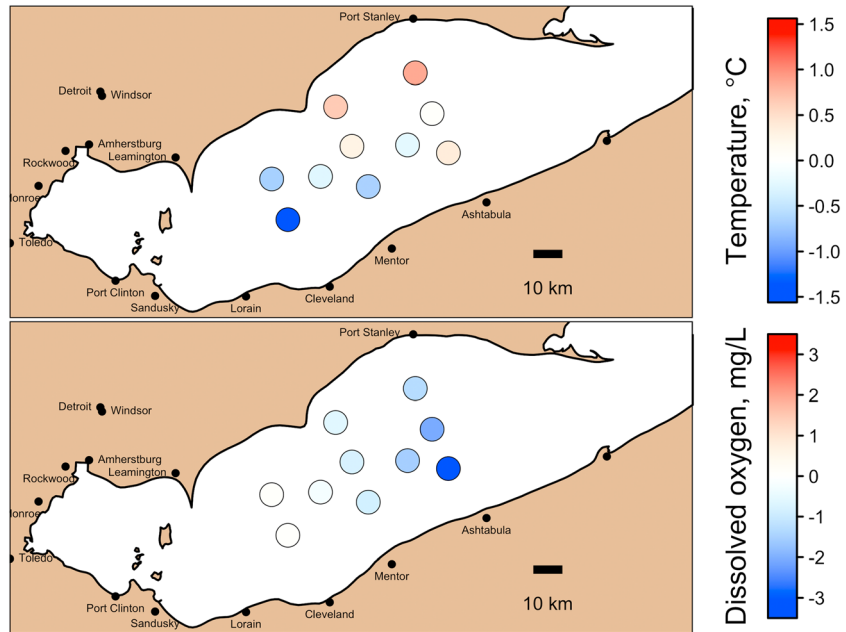 Port Stanley
Detroit
Windsor
Amherstburg
Leamington
Rockwood
lonroe
Toledo
Ashtabula
Mentor
Port Clinton
Sandusky
Lorain
Cleveland
10 km
Temperature, °C
1.5
1.0
0.5
0.0
-0.5
-1.0
-1.5
Port Stanley
Detroit
Windsor
Amherstburg
Leamington
Rockwood
lonroe
Toledo
Ashtabula
Mentor
Port Clinton
Sandusky
Lorain
Cleveland
10 km
Dissolved oxygen, mg/L
3
2
1
0
-1
-2
-3